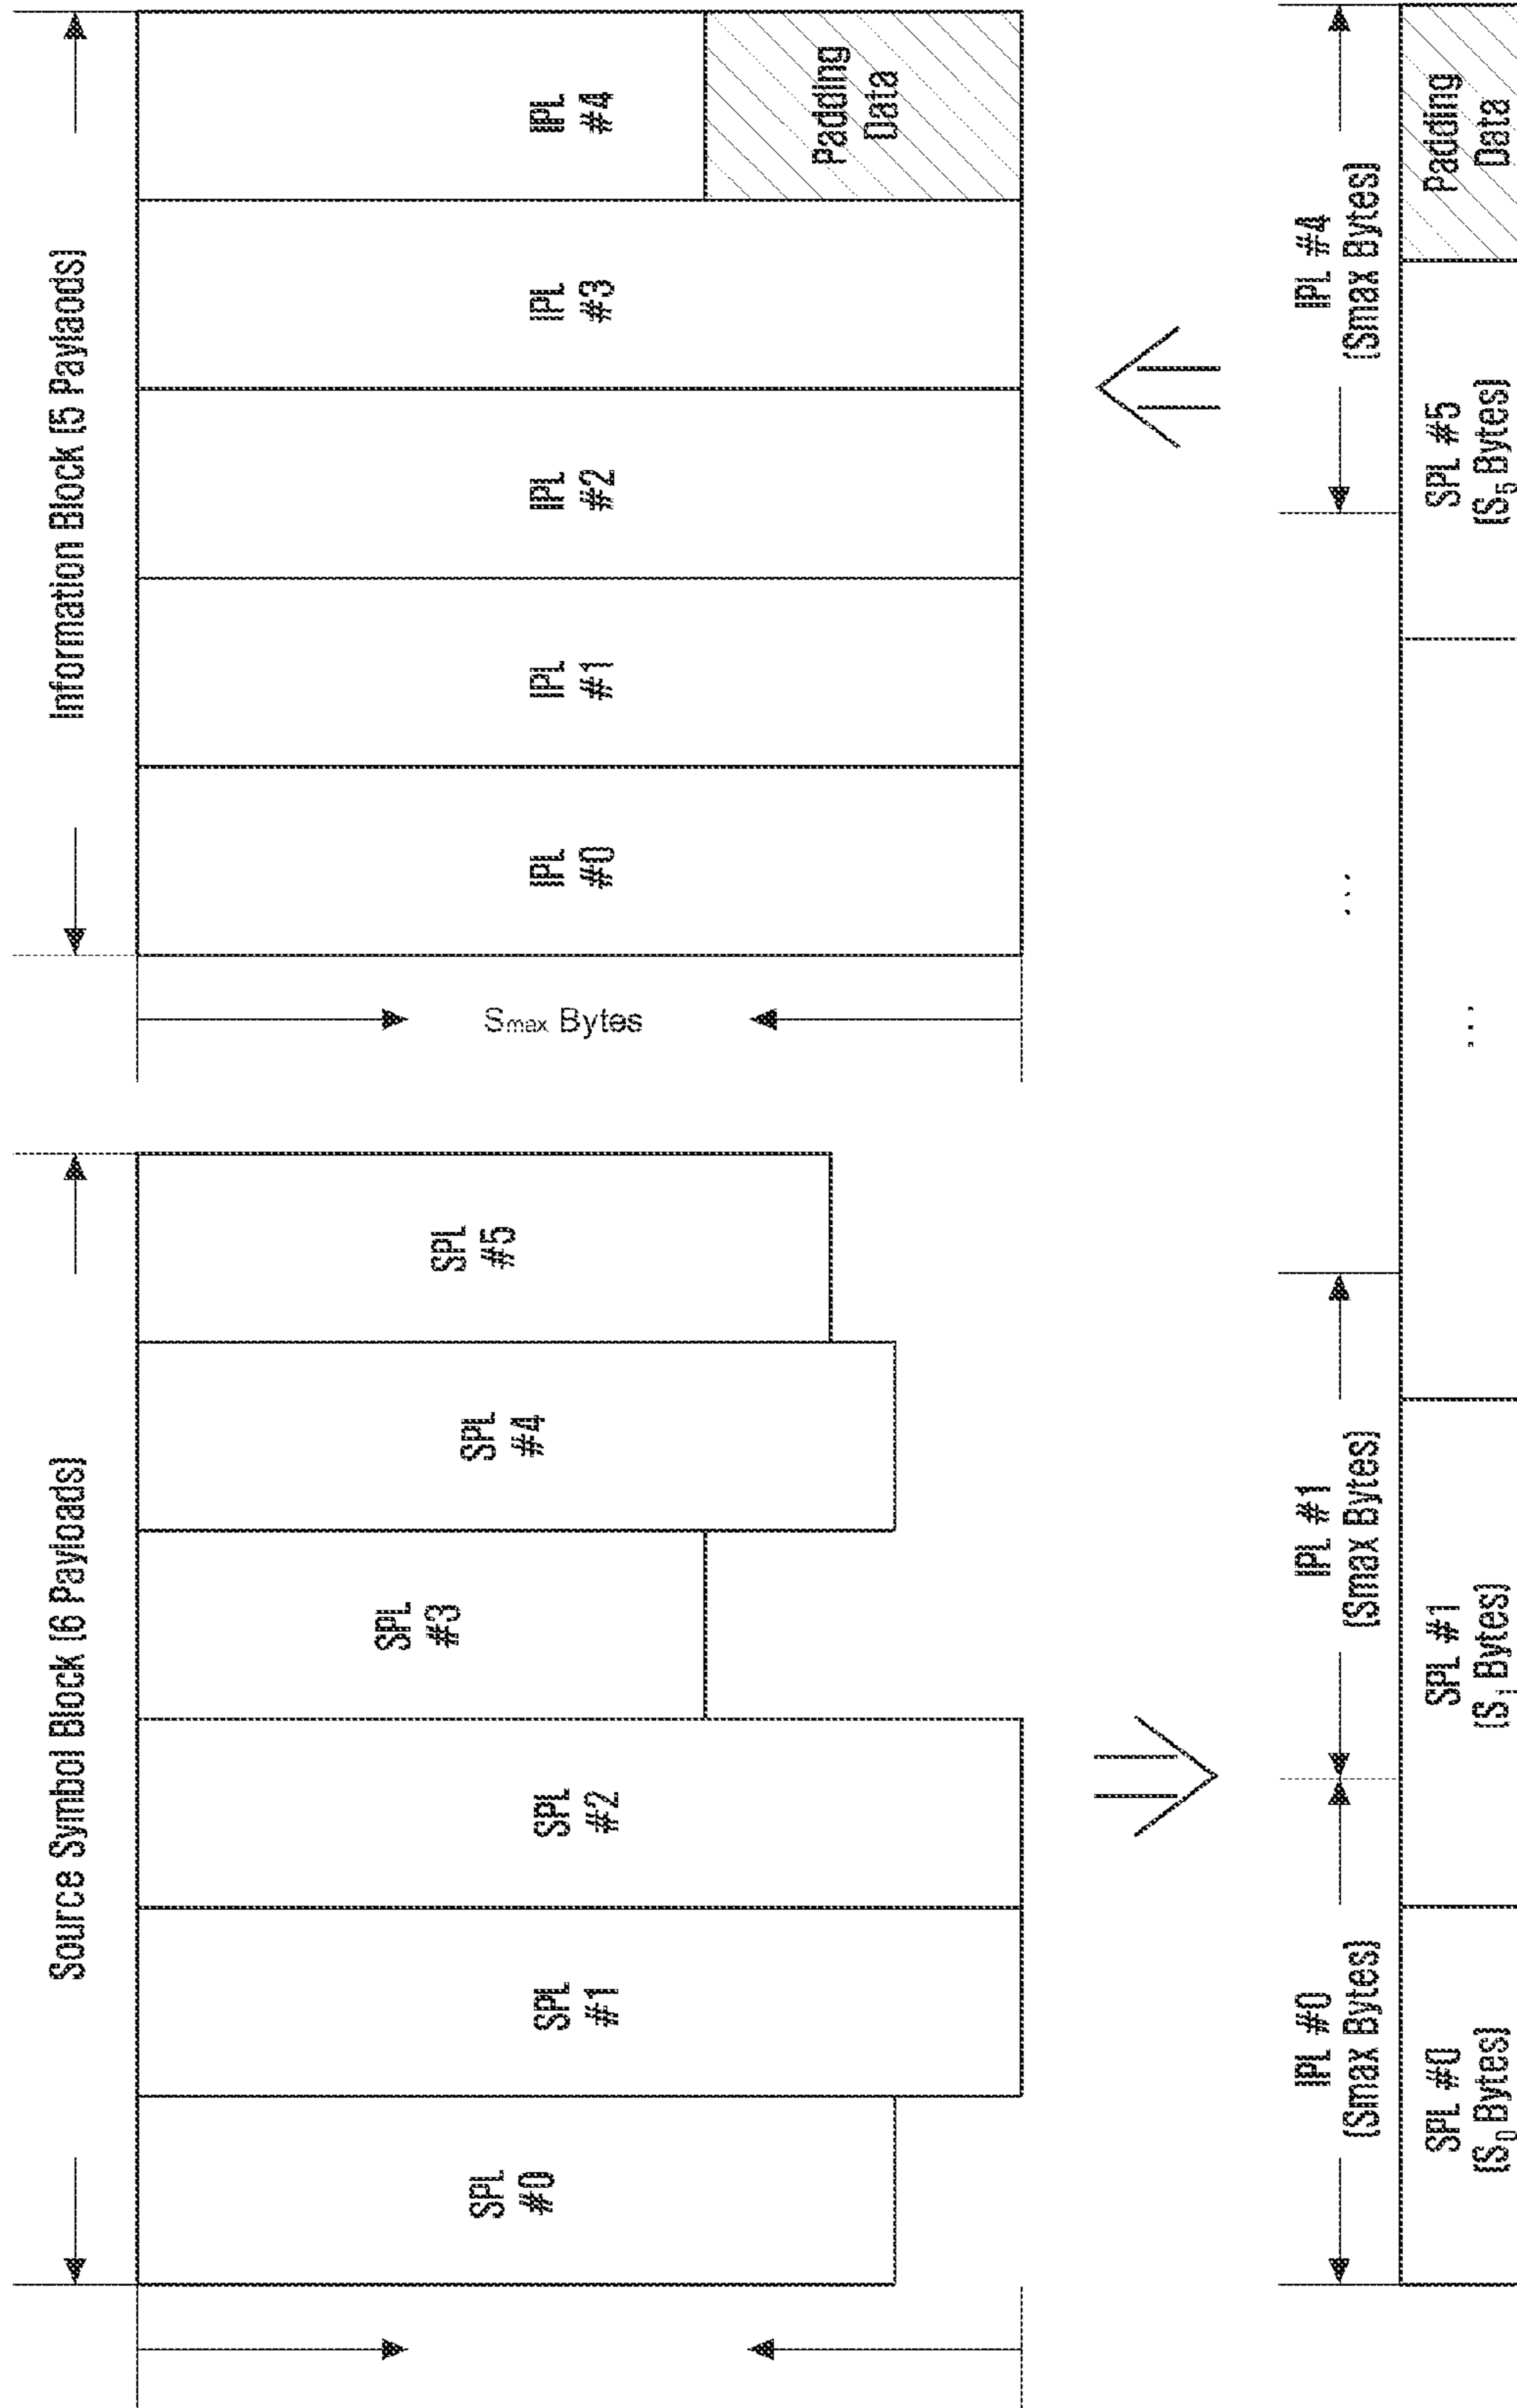 Source Symbol Block (6 Payloads)
SPL
#0
SPL
#1
SPL
#2
SPL
#3
SPL
#4
SPL
#5
Information Block (5 Paylaods)
Smax Bytes
IPL
#0
IPL
#1
IPL
#2
IPL
#3
IPL
#4
Padding
Data
IPL #0
(Smax Bytes)
IPL #1
(Smax Bytes)
...
IPL #4
(Smax Bytes)
SPL #0
(S0 Bytes)
SPL #1
(S1 Bytes)
...
SPL #5
(S5 Bytes)
Padding
Data